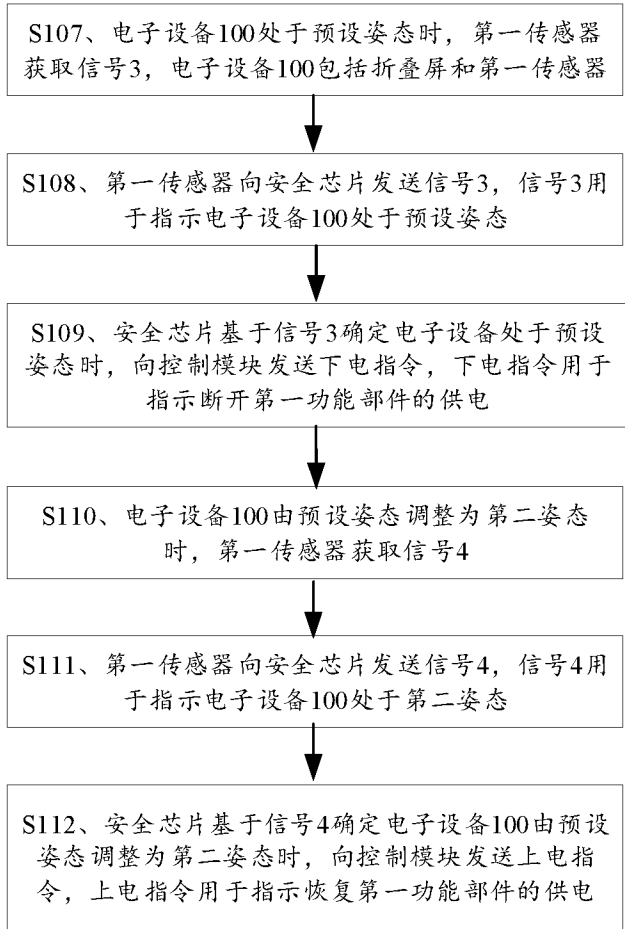 S107、电子设备100处于预设姿态时，第一传感器
获取信号3，电子设备100包括折叠屏和第一传感器
S108、第一传感器向安全芯片发送信号3，信号3用
于指示电子设备100处于预设姿态
S109、安全芯片基于信号3确定电子设备处于预设
姿态时，向控制模块发送下电指令，下电指令用于
指示断开第一功能部件的供电
S110、电子设备100由预设姿态调整为第二姿态
时，第一传感器获取信号4
S111、第一传感器向安全芯片发送信号4，信号4用
于指示电子设备100处于第二姿态
S112、安全芯片基于信号4确定电子设备100由预设
姿态调整为第二姿态时，向控制模块发送上电指
令，上电指令用于指示恢复第一功能部件的供电